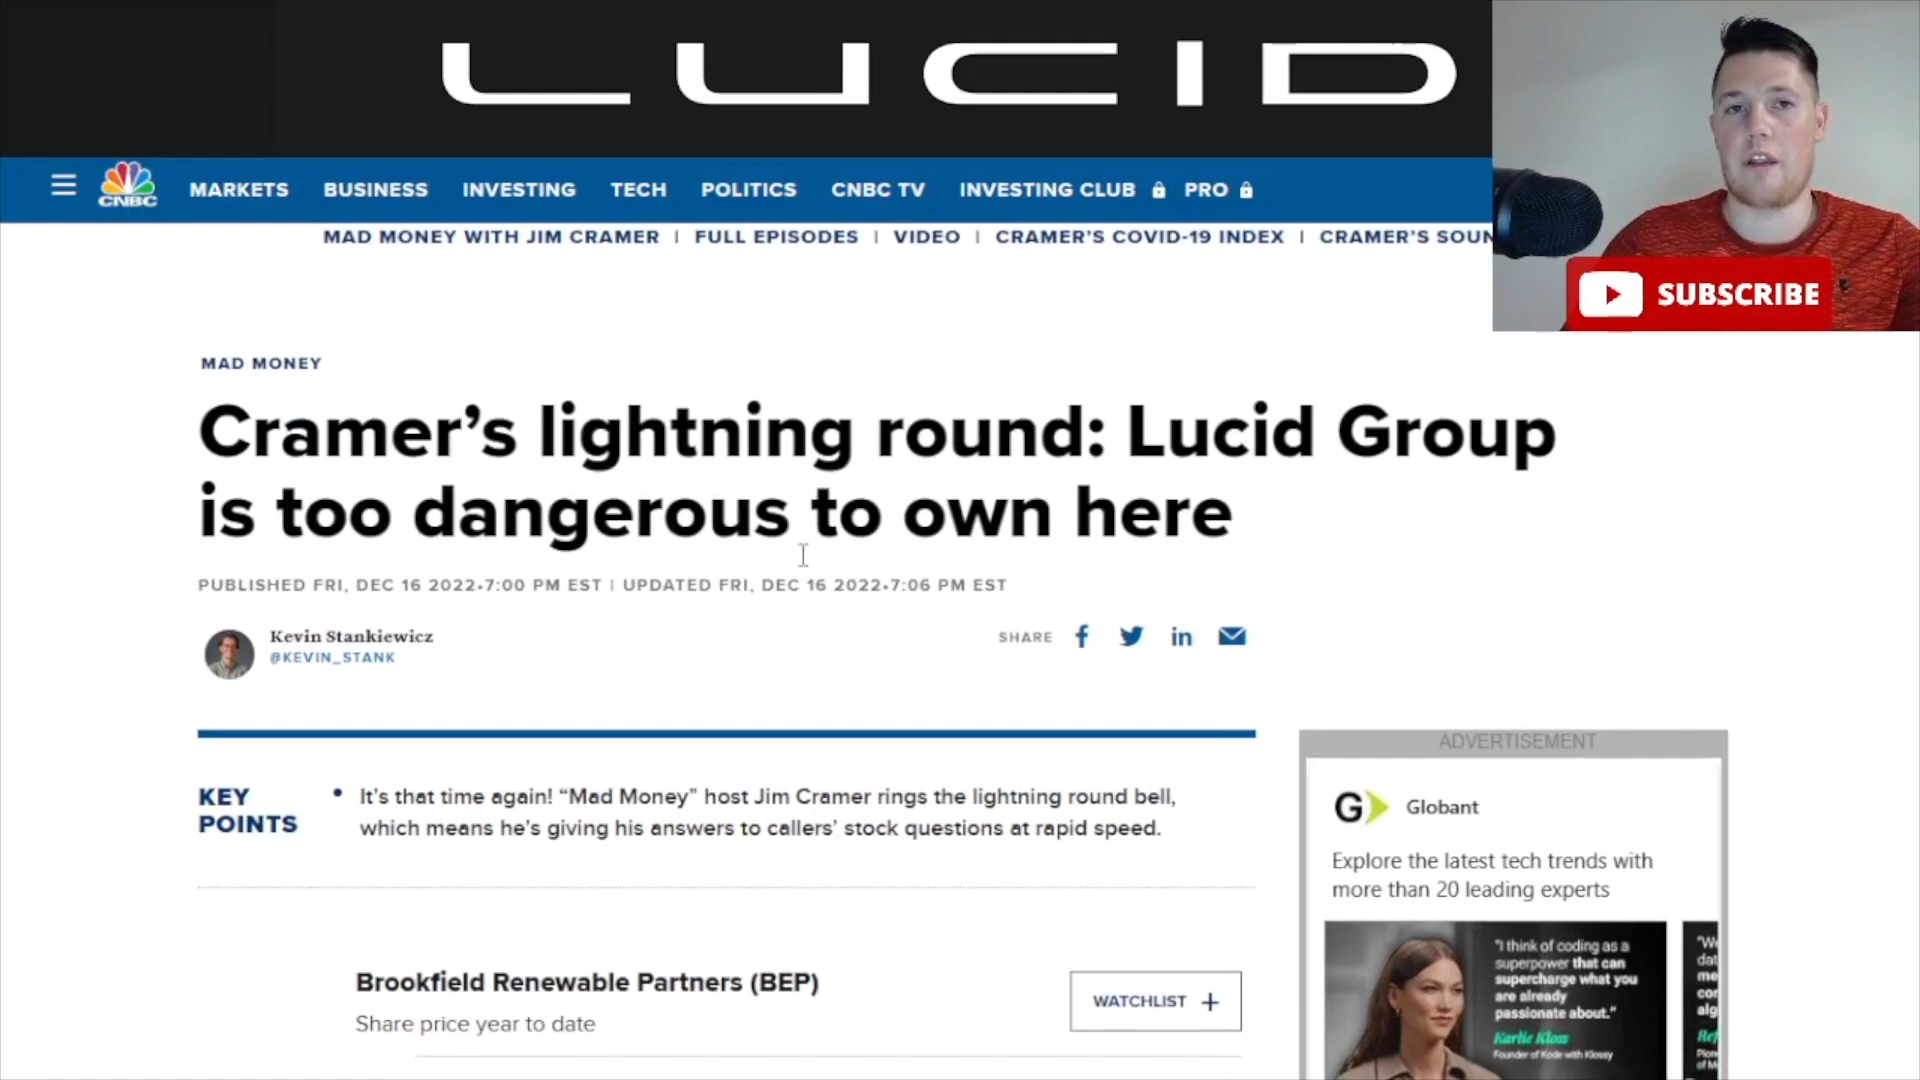 LUCID
CNBC
MARKETS BUSINESS INVESTING TECH POLITICS CNBC TV INVESTING CLUB PRO
MAD MONEY WITH JIM CRAMER | FULL EPISODES | VIDEO | CRAMER'S COVID-19 INDEX | CRAMER'S SOUN
SUBSCRIBE
MAD MONEY
Cramer’s lightning round: Lucid Group
is too dangerous to own here
PUBLISHED FRI, DEC 16 2022•7:00 PM EST | UPDATED FRI, DEC 16 2022•7:06 PM EST
Kevin Stankiewicz
@KEVIN_STANK
SHARE
KEY
POINTS
• It’s that time again! “Mad Money” host Jim Cramer rings the lightning round bell,
which means he’s giving his answers to callers’ stock questions at rapid speed.
Brookfield Renewable Partners (BEP)
Share price year to date
WATCHLIST +
ADVERTISEMENT
Globant
Explore the latest tech trends with
more than 20 leading experts
"I think of coding as a
superpower that can
supercharge what you
are already
passionate about."
Karlie Kloss
Founder of Kode with Klossy